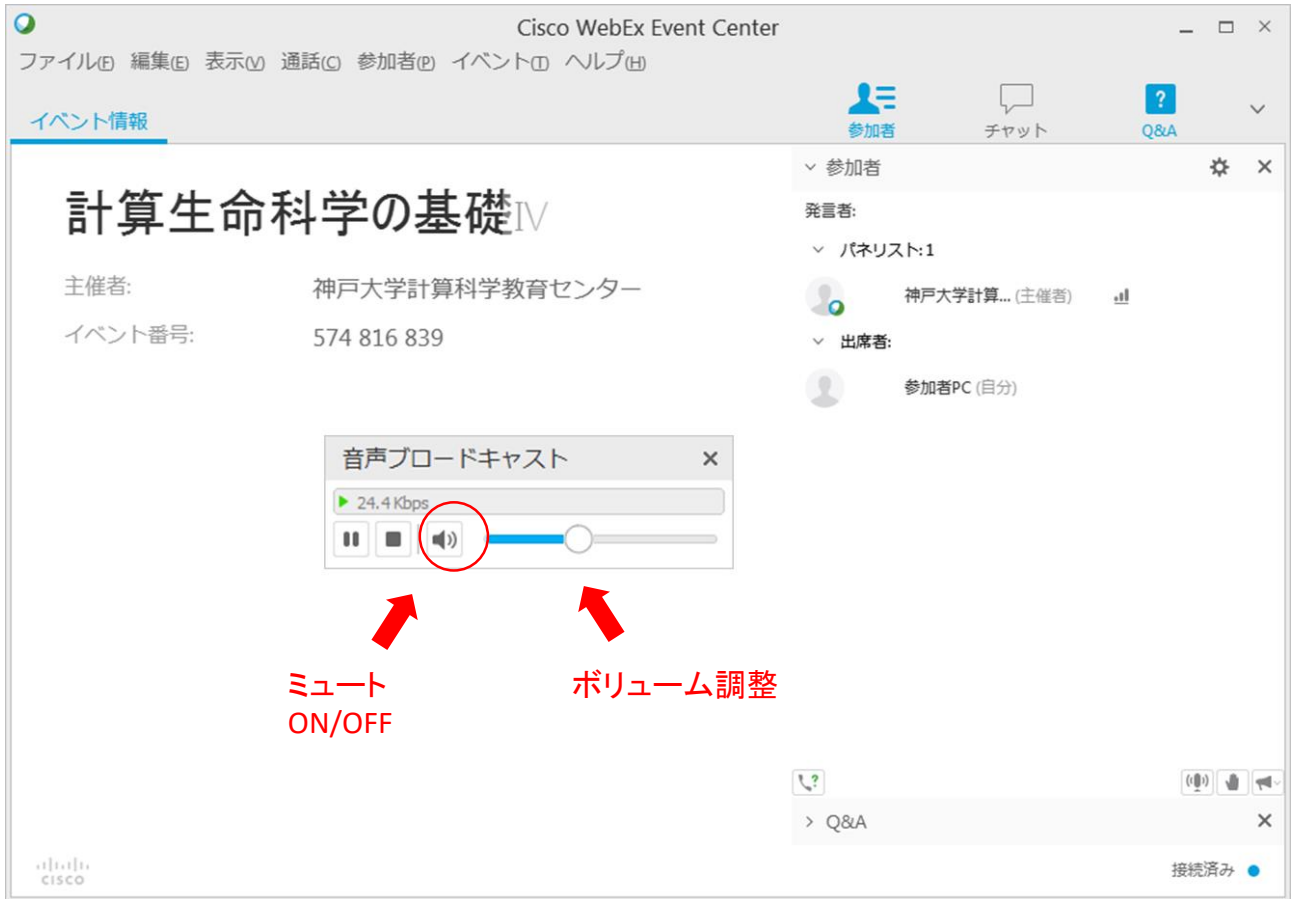 Cisco WebEx Event Center
ファイル(F) 編集(E) 表示(V) 通話(C) 参加者(P) イベント(T) ヘルプ(H)
イベント情報
参加者
チャット
?
Q&A
計算生命科学の基礎IV
主催者: 神戸大学計算科学教育センター
イベント番号: 574 816 839
音声ブロードキャスト
24.4 Kbps
ミュート
ON/OFF
ボリューム調整
参加者
発言者:
パネリスト:1
神戸大学計算... (主催者)
出席者:
参加者PC (自分)
?
Q&A
CISCO
接続済み